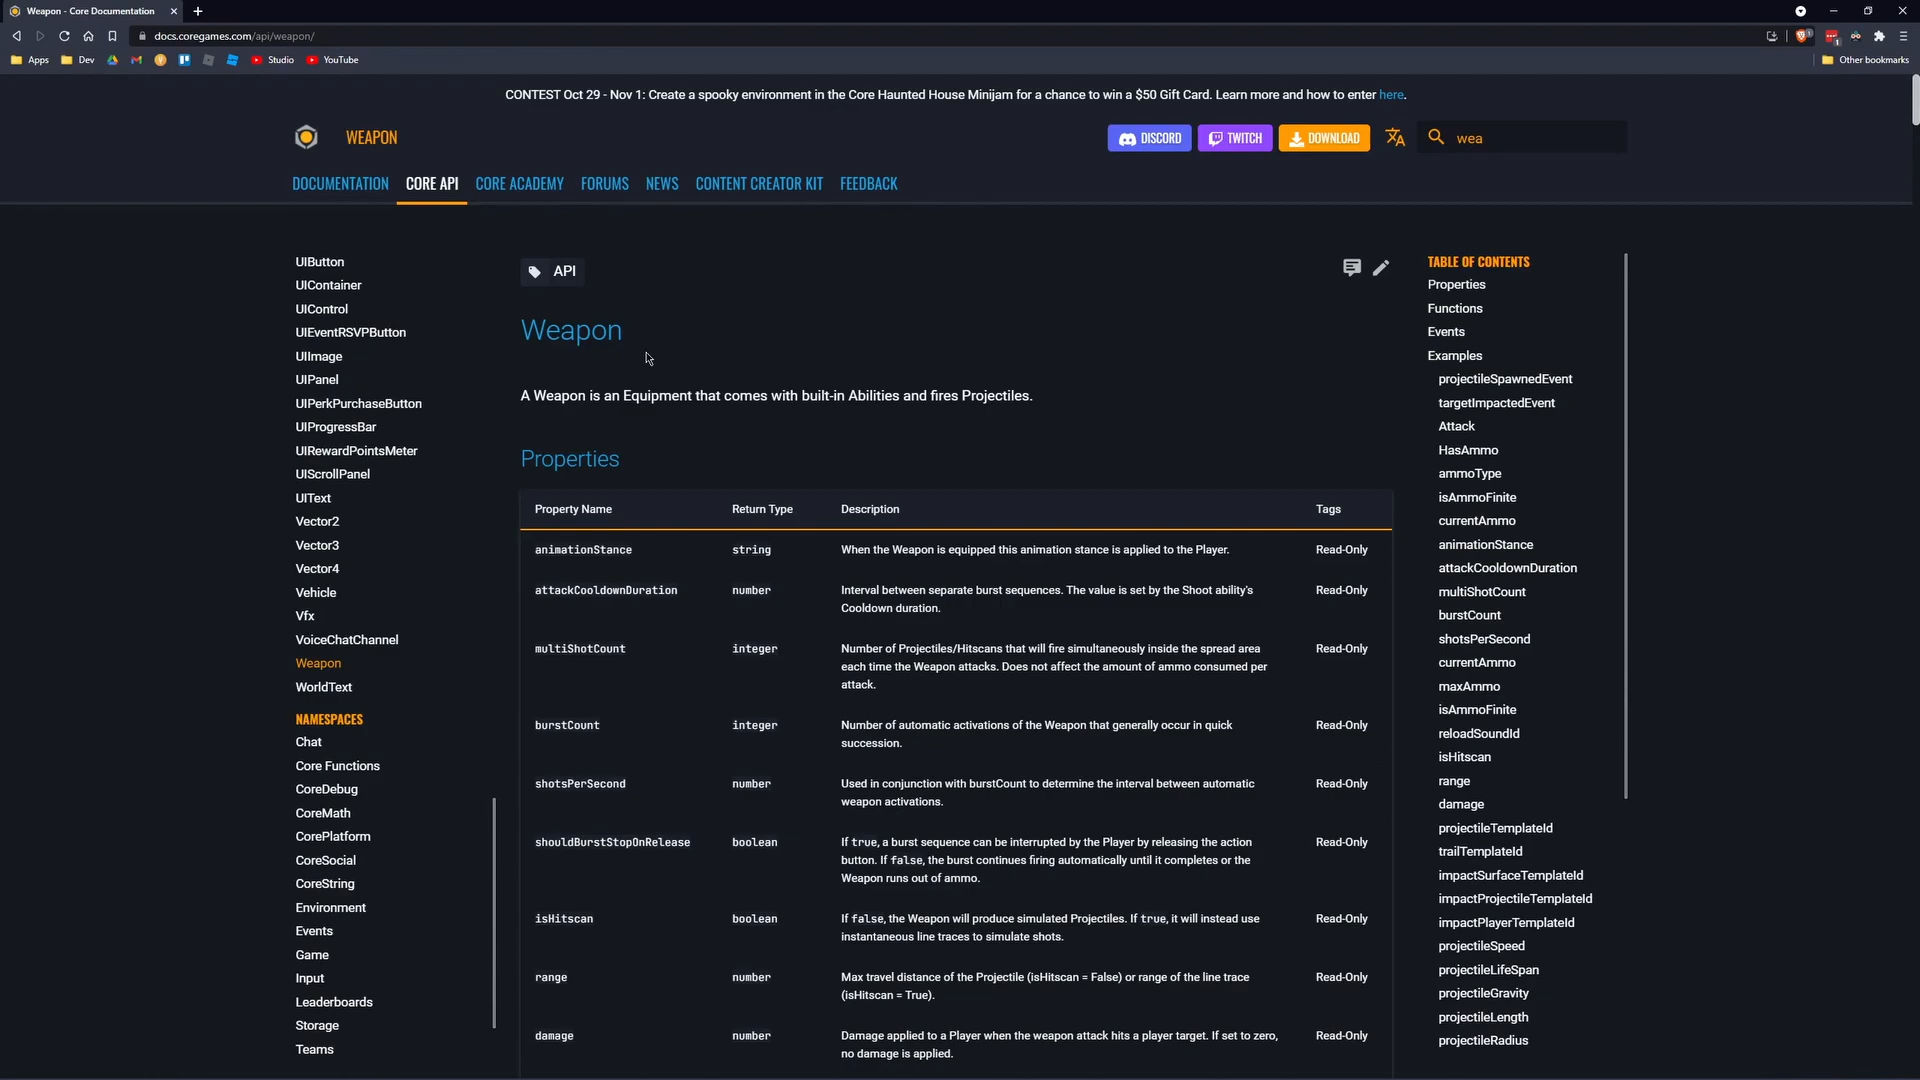 Weapon - Core Documentation
docs.coregames.com/api/weapon/
Apps
Dev
Studio
YouTube
Other bookmarks
CONTEST Oct 29 - Nov 1: Create a spooky environment in the Core Haunted House Minijam for a chance to win a $50 Gift Card. Learn more and how to enter here.
WEAPON
DISCORD
TWITCH
DOWNLOAD
wea
DOCUMENTATION
CORE API
CORE ACADEMY
FORUMS
NEWS
CONTENT CREATOR KIT
FEEDBACK
UIButton
UIContainer
UIControl
UIEventRSVPButton
UIImage
UIPanel
UIPerkPurchaseButton
UIProgressBar
UIRewardPointsMeter
UIScrollPanel
UIText
Vector2
Vector3
Vector4
Vehicle
Vfx
VoiceChatChannel
Weapon
WorldText
NAMESPACES
Chat
Core Functions
CoreDebug
CoreMath
CorePlatform
CoreSocial
CoreString
Environment
Events
Game
Input
Leaderboards
Storage
Teams
API
Weapon
A Weapon is an Equipment that comes with built-in Abilities and fires Projectiles.
Properties
Property Name Return Type Description Tags
animationStance string When the Weapon is equipped this animation stance is applied to the Player. Read-Only
attackCooldownDuration number Interval between separate burst sequences. The value is set by the Shoot ability's Read-Only
Cooldown duration.
multiShotCount integer Number of Projectiles/Hitscans that will fire simultaneously inside the spread area Read-Only
each time the Weapon attacks. Does not affect the amount of ammo consumed per
attack.
burstCount integer Number of automatic activations of the Weapon that generally occur in quick Read-Only
succession.
shotsPerSecond number Used in conjunction with burstCount to determine the interval between automatic Read-Only
weapon activations.
shouldBurstStopOnRelease boolean If true, a burst sequence can be interrupted by the Player by releasing the action Read-Only
button. If false, the burst continues firing automatically until it completes or the
Weapon runs out of ammo.
isHitscan boolean If false, the Weapon will produce simulated Projectiles. If true, it will instead use Read-Only
instantaneous line traces to simulate shots.
range number Max travel distance of the Projectile (isHitscan = False) or range of the line trace Read-Only
(isHitscan = True).
damage number Damage applied to a Player when the weapon attack hits a player target. If set to zero, Read-Only
no damage is applied.
TABLE OF CONTENTS
Properties
Functions
Events
Examples
projectileSpawnedEvent
targetImpactedEvent
Attack
HasAmmo
ammoType
isAmmoFinite
currentAmmo
animationStance
attackCooldownDuration
multiShotCount
burstCount
shotsPerSecond
currentAmmo
maxAmmo
isAmmoFinite
reloadSoundId
isHitscan
range
damage
projectileTemplateId
trailTemplateId
impactSurfaceTemplateId
impactProjectileTemplateId
impactPlayerTemplateId
projectileSpeed
projectileLifeSpan
projectileGravity
projectileLength
projectileRadius